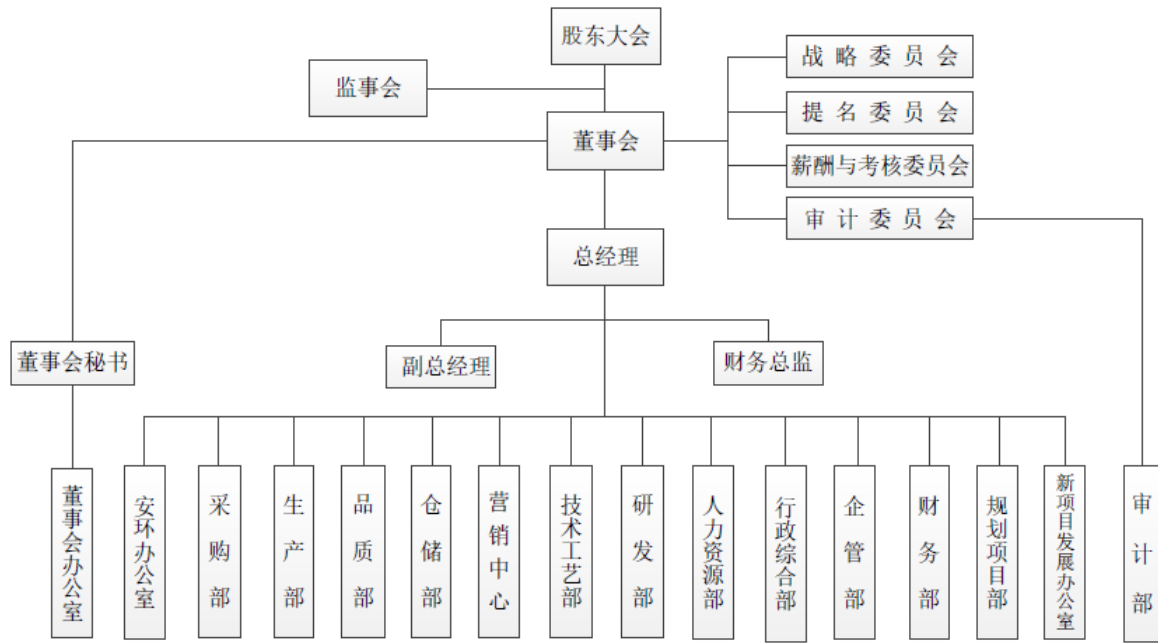 股东大会
战略委员会
监事会
提名委员会
董事会
薪酬与考核委员会
审计委员会
总经理
董事会秘书
副总经理
财务总监
董事会办公室
安环办公室
采购部
生产部
品质部
仓储部
营销中心
技术工艺部
研发部
人力资源部
行政综合部
企管部
财务部
规划项目部
新项目发展办公室
审计部